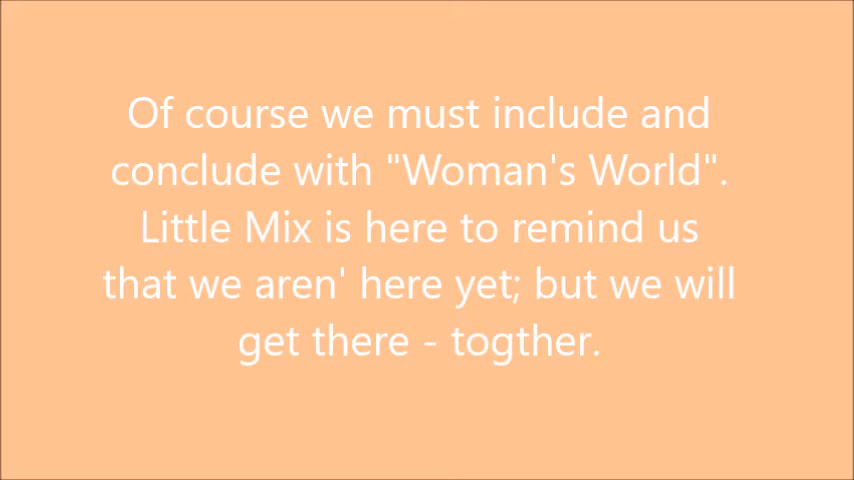 Of course we must include and
conclude with "Woman's World".
Little Mix is here to remind us
that we aren' here yet; but we will
get there - togther.